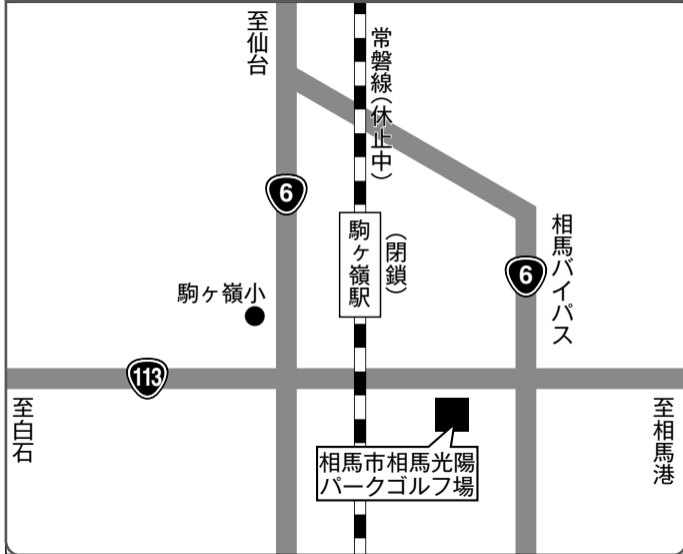 至仙台
常磐線(休止中)
6
駒ヶ嶺駅
(閉鎖)
相馬バイパス
6
駒ヶ嶺小
113
至白石
至相馬港
相馬市相馬光陽
パークゴルフ場